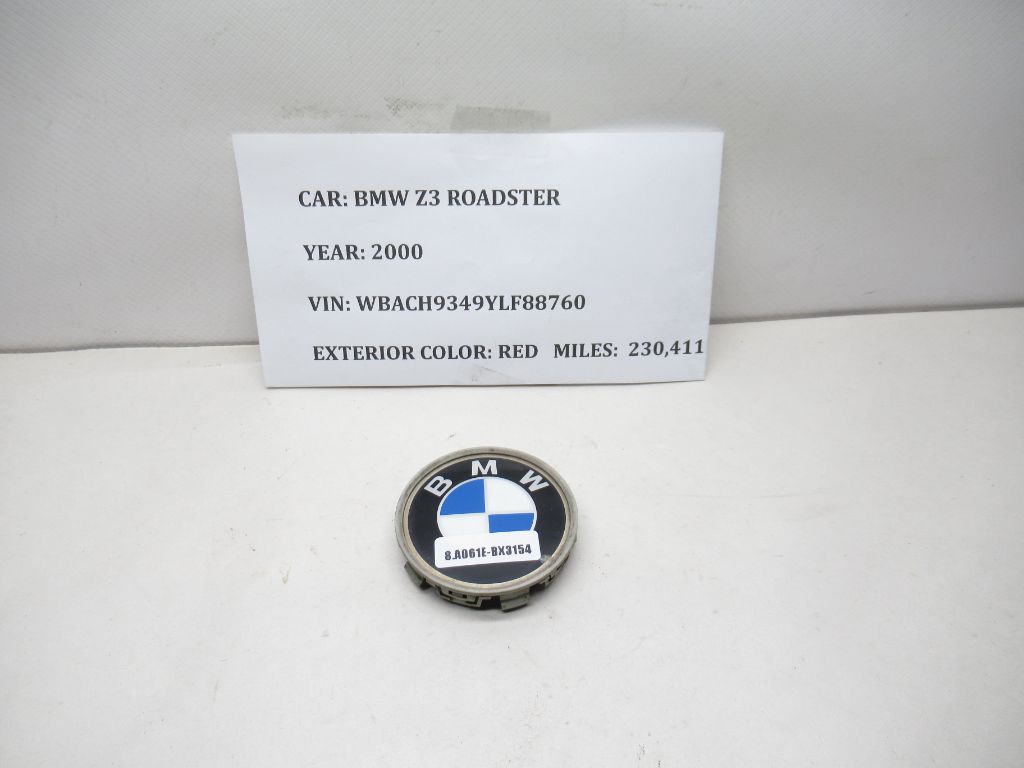 CAR: BMW Z3 ROADSTER
YEAR: 2000
VIN: WBACH9349YLF88760
EXTERIOR COLOR: RED MILES: 230,411
BMW
8.A061E-BX3154